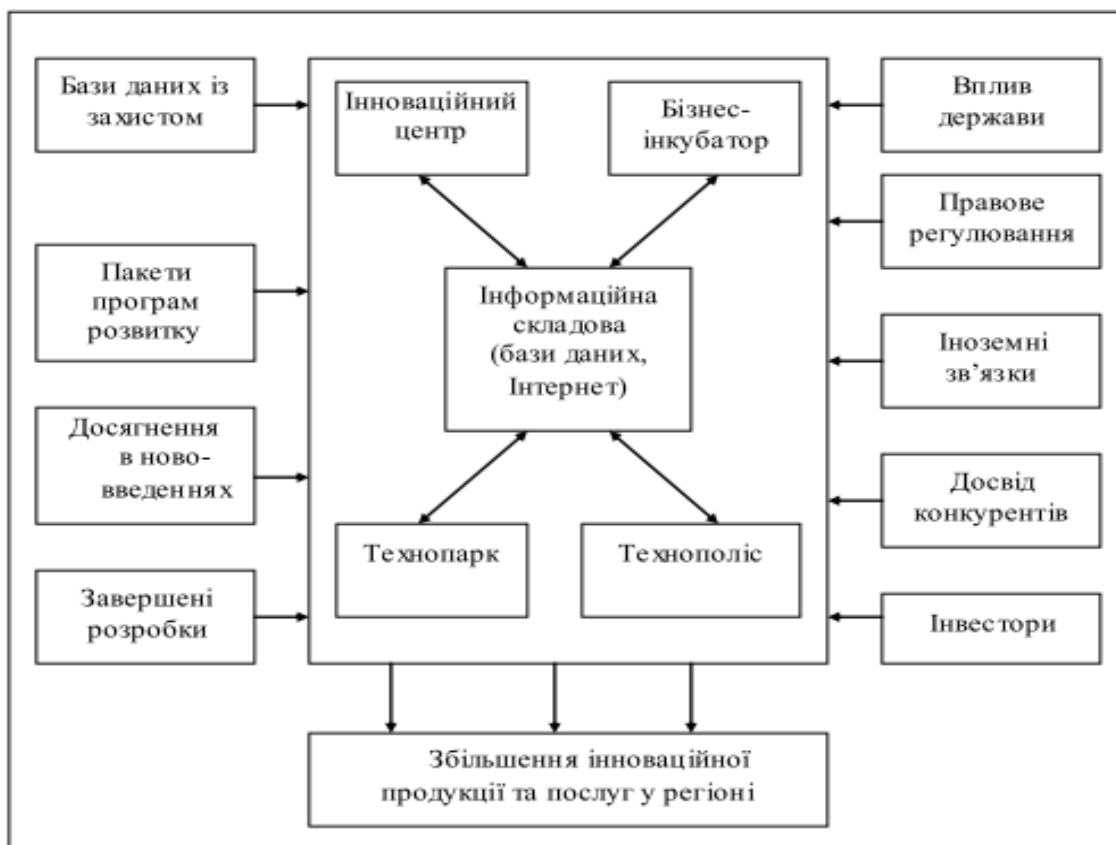 Бази даних із
захистом
Інноваційний
центр
Бізнес-
інкубатор
Вплив
держави
Правове
регулювання
Пакети
програм
розвитку
Інформаційна
складова
(бази даних,
Інтернет)
Іноземні
зв’язки
Досягнення
в ново-
введеннях
Досвід
конкурентів
Технопарк
Технополіс
Завершені
розробки
Інвестори
Збільшення інноваційної
продукції та послуг у регіоні